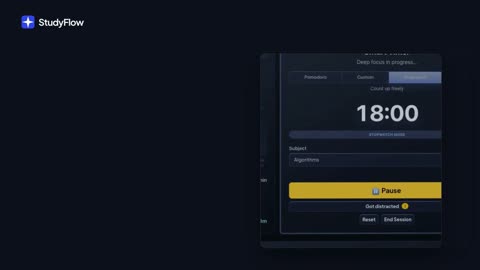 StudyFlow
Deep focus in progress...
Pomodoro
Custom
Count up freely
18:00
STOPWATCH MODE
Subject
Algorithms
Pause
Got distracted
Reset
End Session